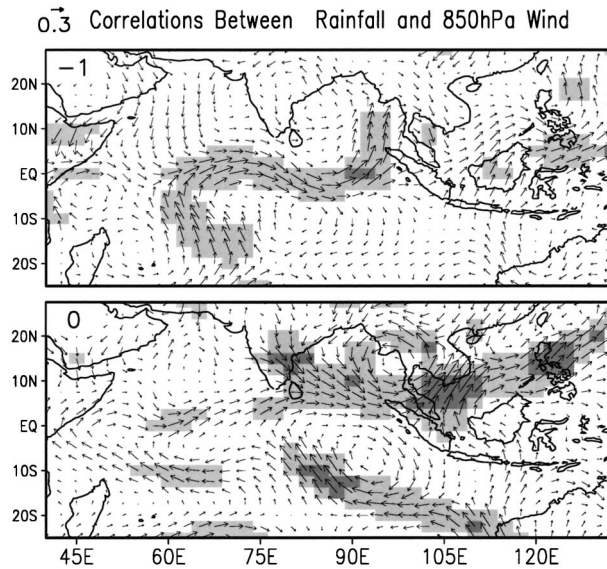 0.3 Correlations Between Rainfall and 850hPa Wind
−1
20N
10N
EQ
10S
20S
0
20N
10N
EQ
10S
20S
45E 60E 75E 90E 105E 120E